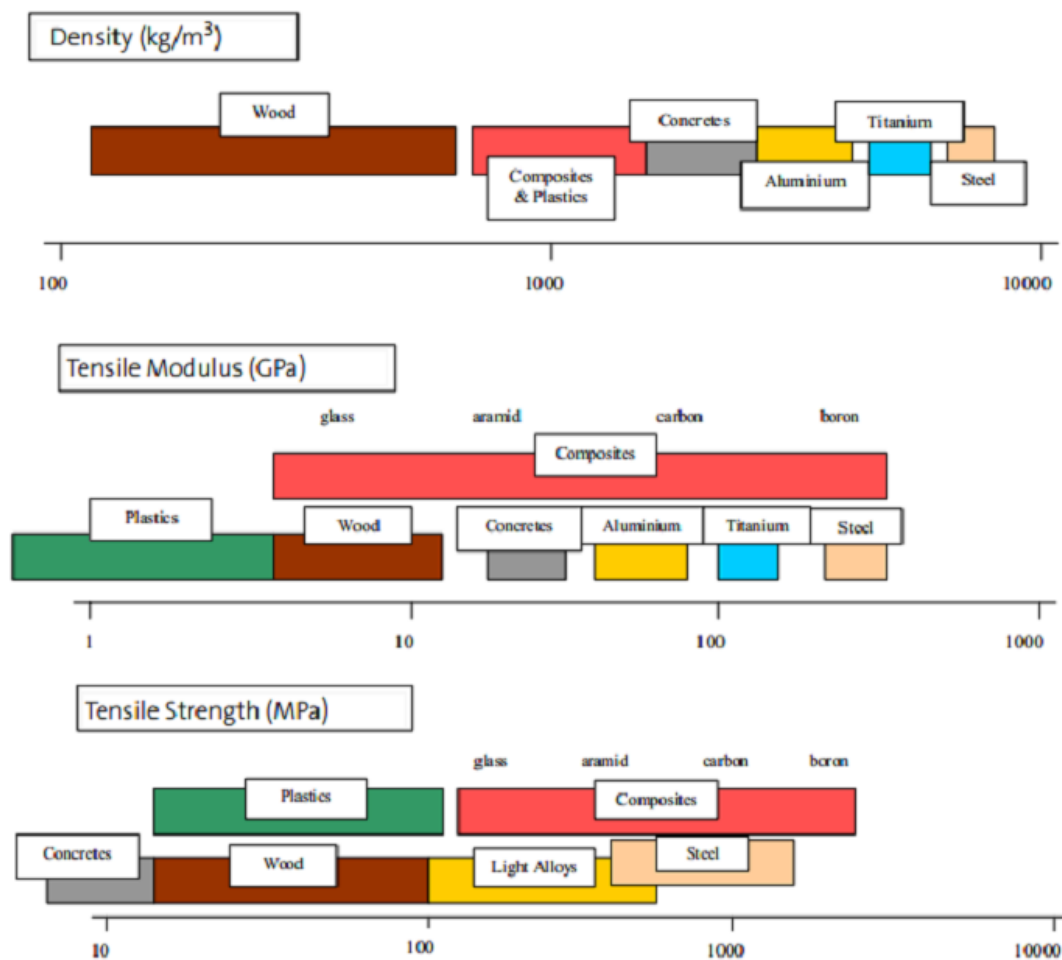 Density (kg/m³)
Wood
Concretes
Titanium
Composites
& Plastics
Aluminium
Steel
100
1000
10000
Tensile Modulus (GPa)
glass
aramid
carbon
boron
Composites
Plastics
Wood
Concretes
Aluminium
Titanium
Steel
1
10
100
1000
Tensile Strength (MPa)
glass
aramid
carbon
boron
Plastics
Composites
Concretes
Wood
Light Alloys
Steel
10
100
1000
10000